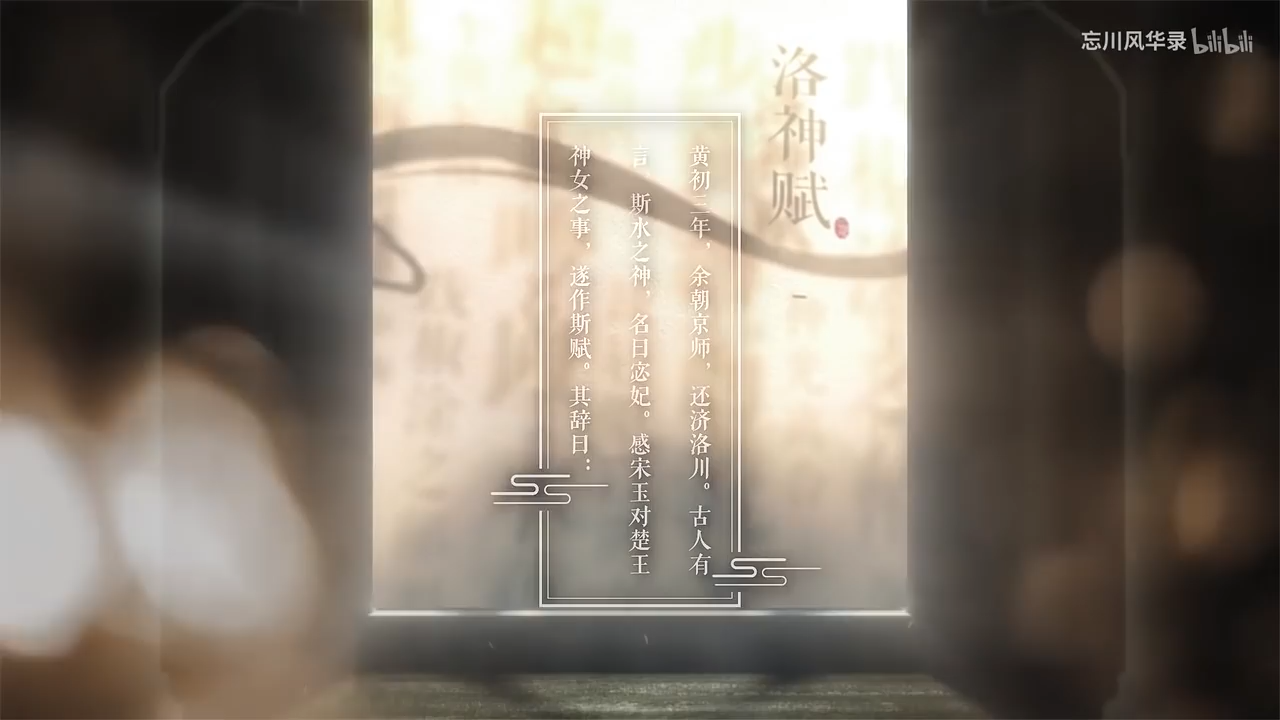 忘川风华录 bilibili
洛神赋
黄初三年，余朝京师，还济洛川。古人有
言，斯水之神，名曰宓妃。感宋玉对楚王
神女之事，遂作斯赋。其辞曰：